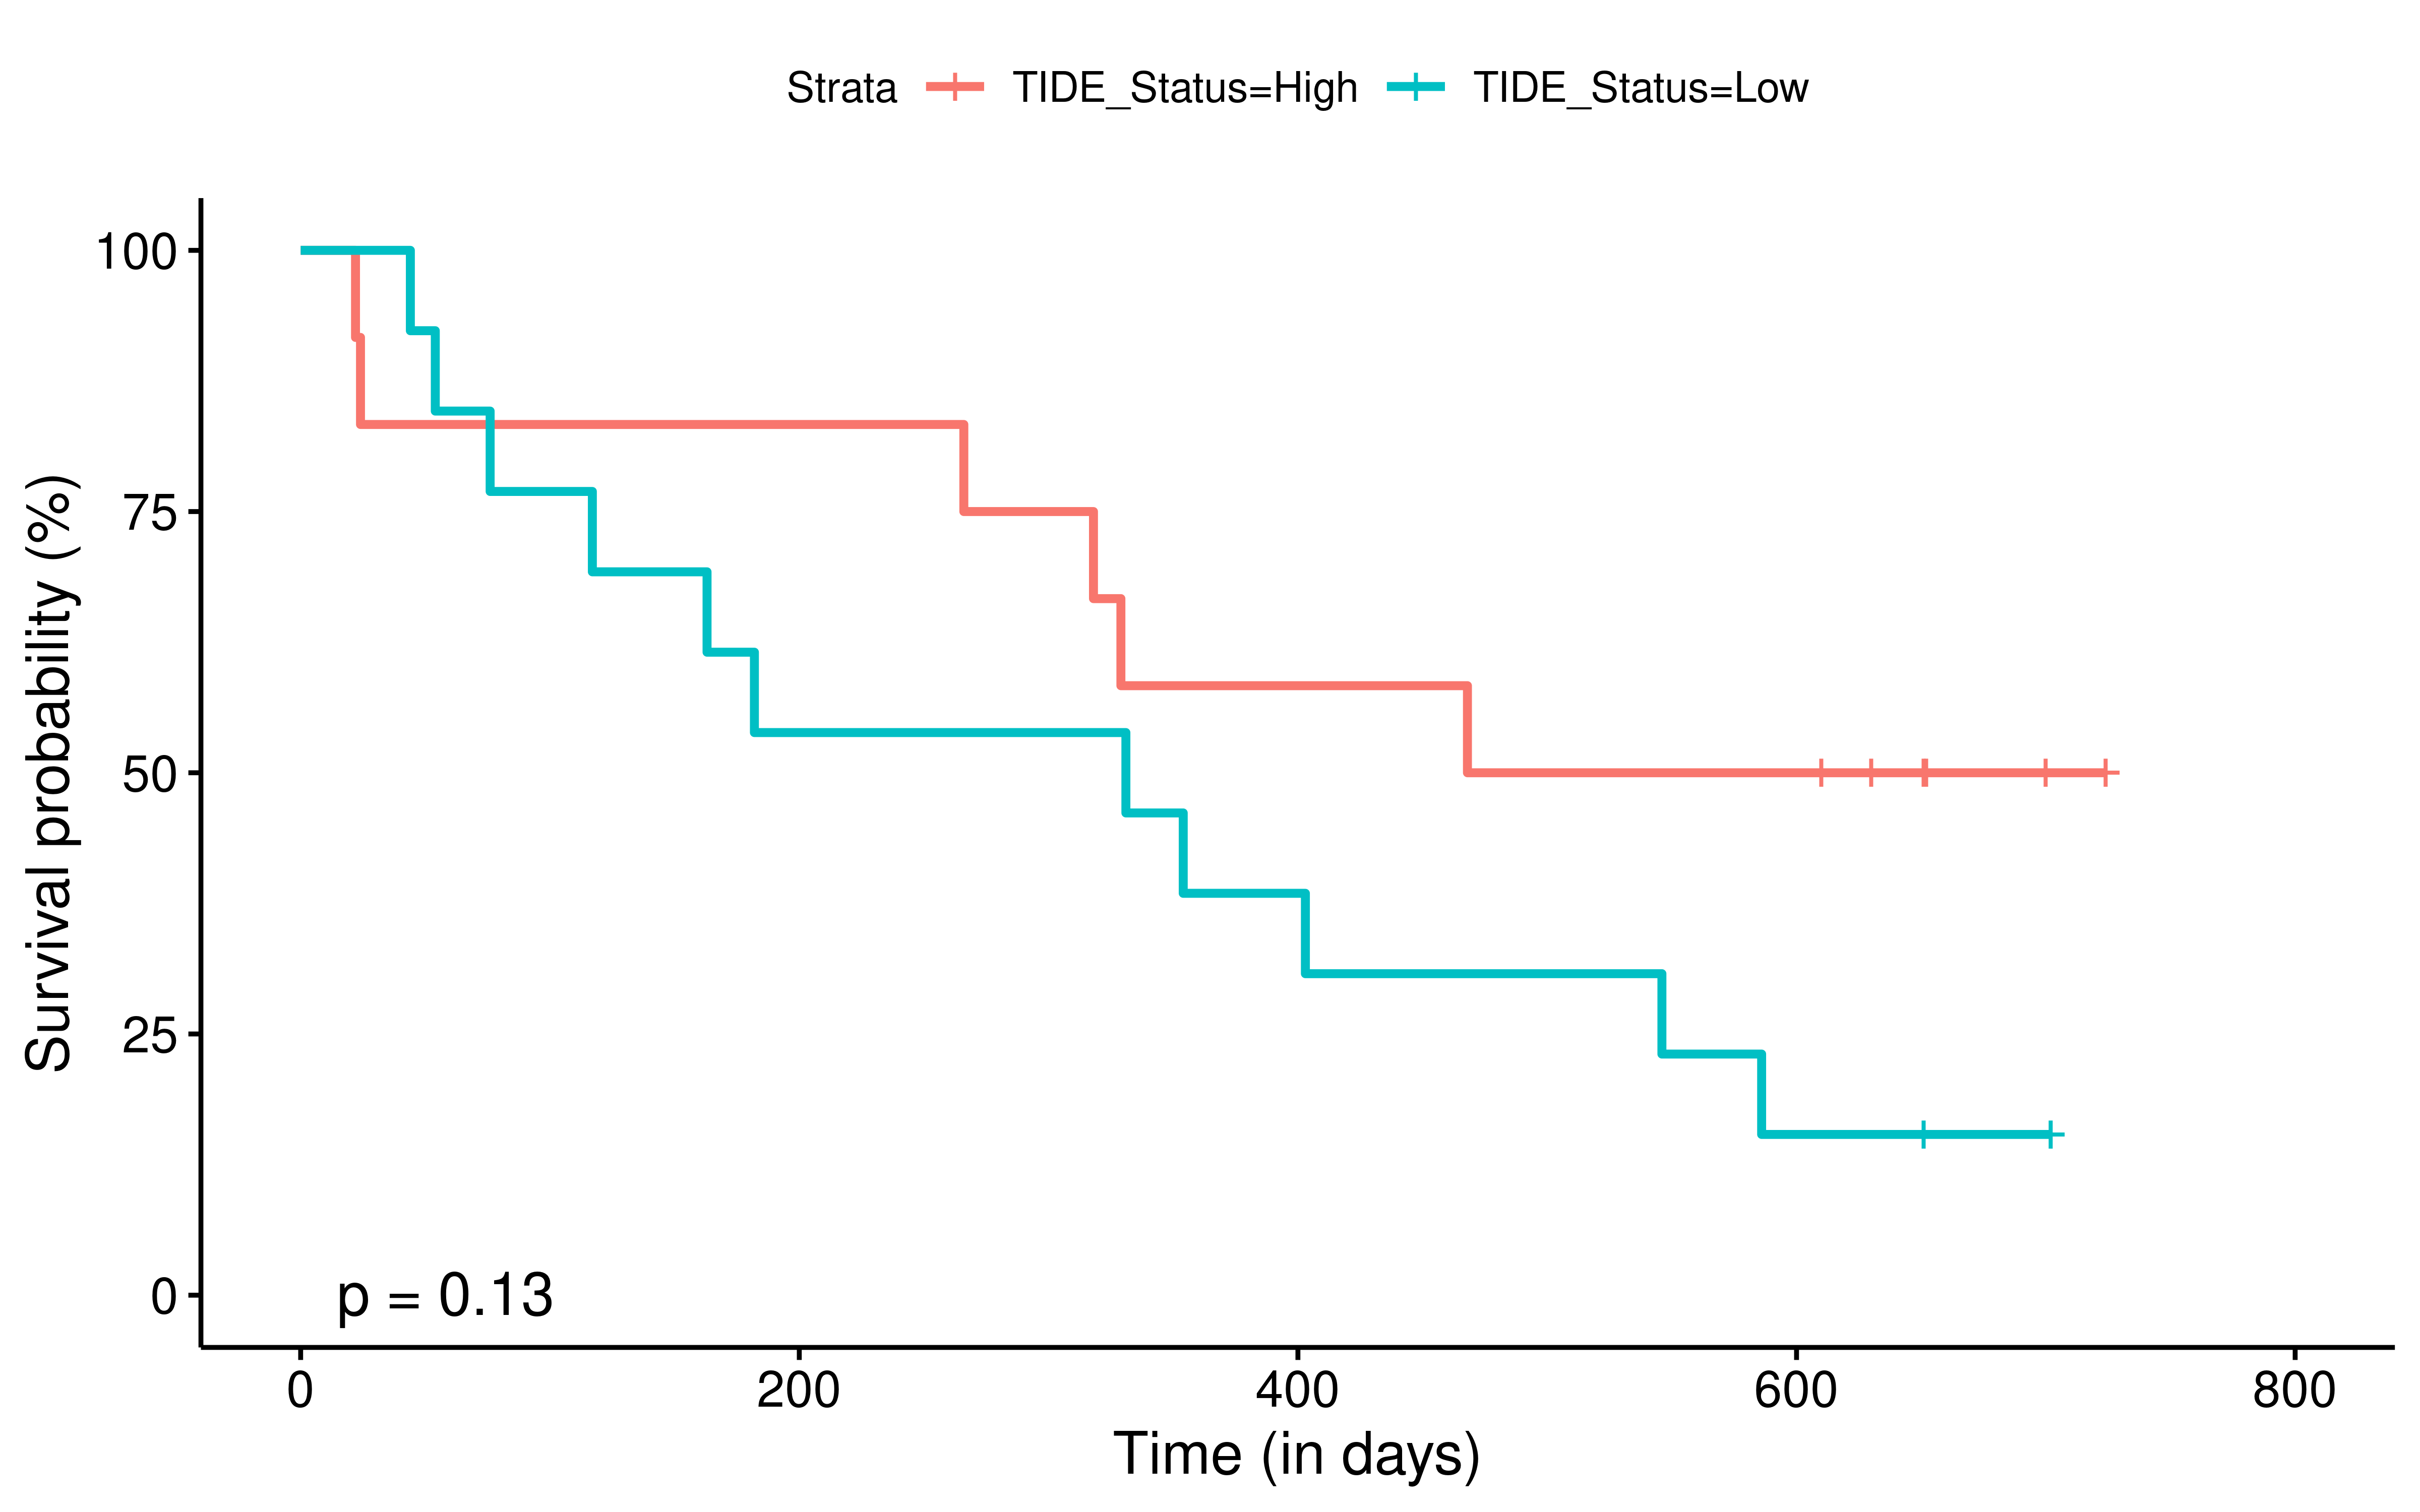 Strata TIDE_Status=High TIDE_Status=Low
Survival probability (%)
100
75
50
25
0
p = 0.13
0 200 400 600 800
Time (in days)